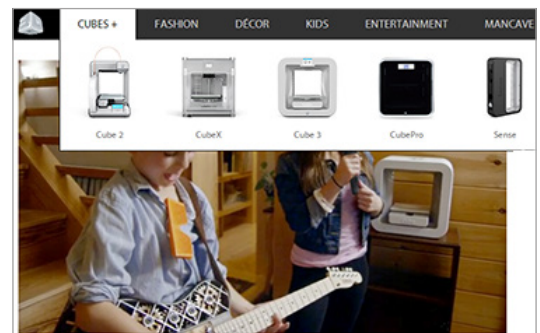 CUBES + FASHION DÉCOR KIDS ENTERTAINMENT MANCAVE
Cube 2 CubeX Cube 3 CubePro Sense